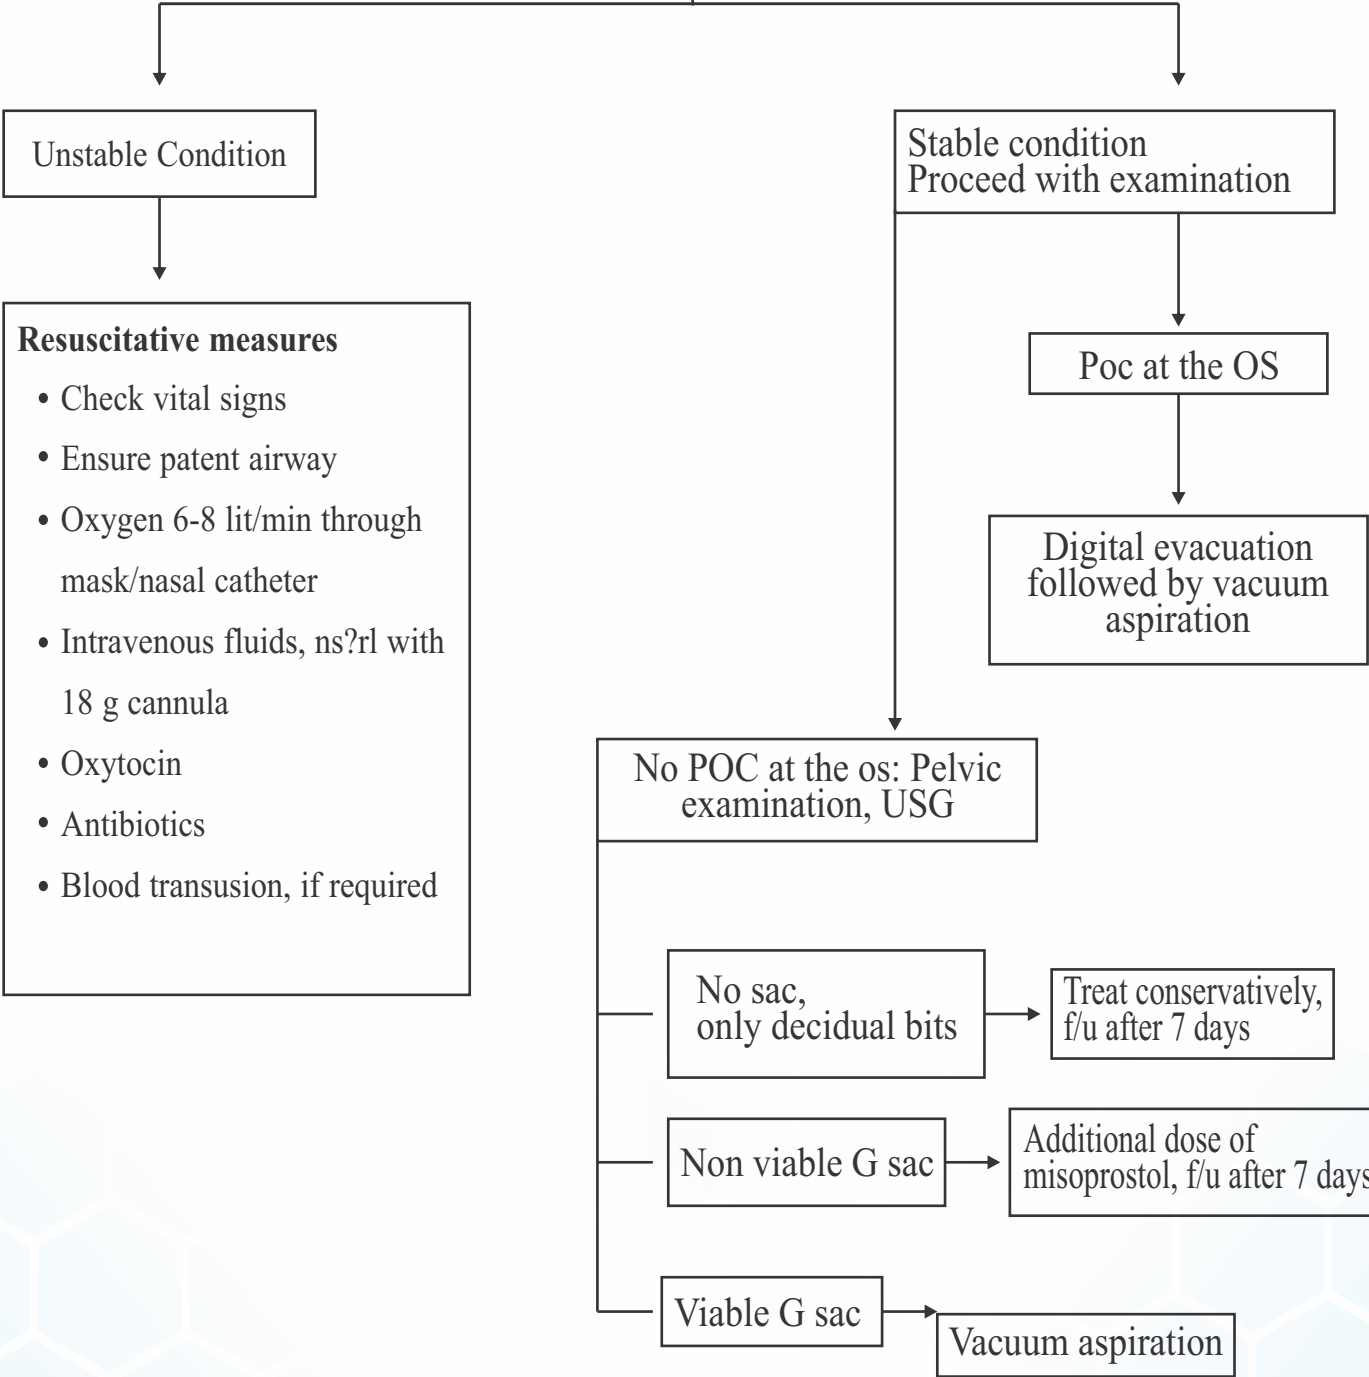 Unstable Condition
Stable condition
Proceed with examination
Resuscitative measures
• Check vital signs
• Ensure patent airway
• Oxygen 6-8 lit/min through
mask/nasal catheter
• Intravenous fluids, ns?rl with
18 g cannula
• Oxytocin
• Antibiotics
• Blood transusion, if required
Poc at the OS
Digital evacuation
followed by vacuum
aspiration
No POC at the os: Pelvic
examination, USG
No sac,
only decidual bits
Treat conservatively,
f/u after 7 days
Non viable G sac
Additional dose of
misoprostol, f/u after 7 days
Viable G sac
Vacuum aspiration